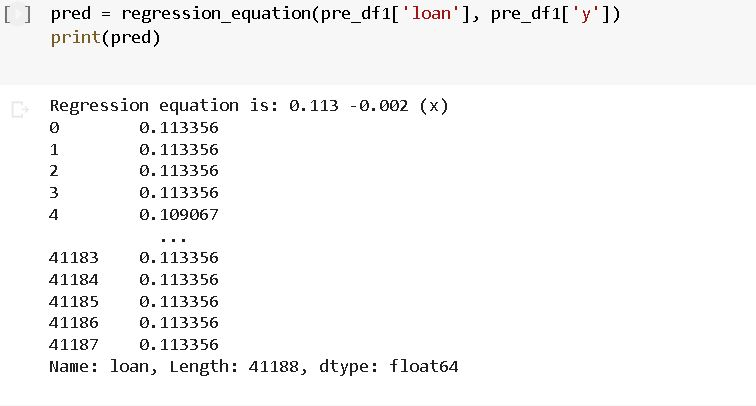 [ ] pred = regression_equation(pre_df1['loan'], pre_df1['y'])
print(pred)
Regression equation is: 0.113 -0.002 (x)
0 0.113356
1 0.113356
2 0.113356
3 0.113356
4 0.109067
...
41183 0.113356
41184 0.113356
41185 0.113356
41186 0.113356
41187 0.113356
Name: loan, Length: 41188, dtype: float64